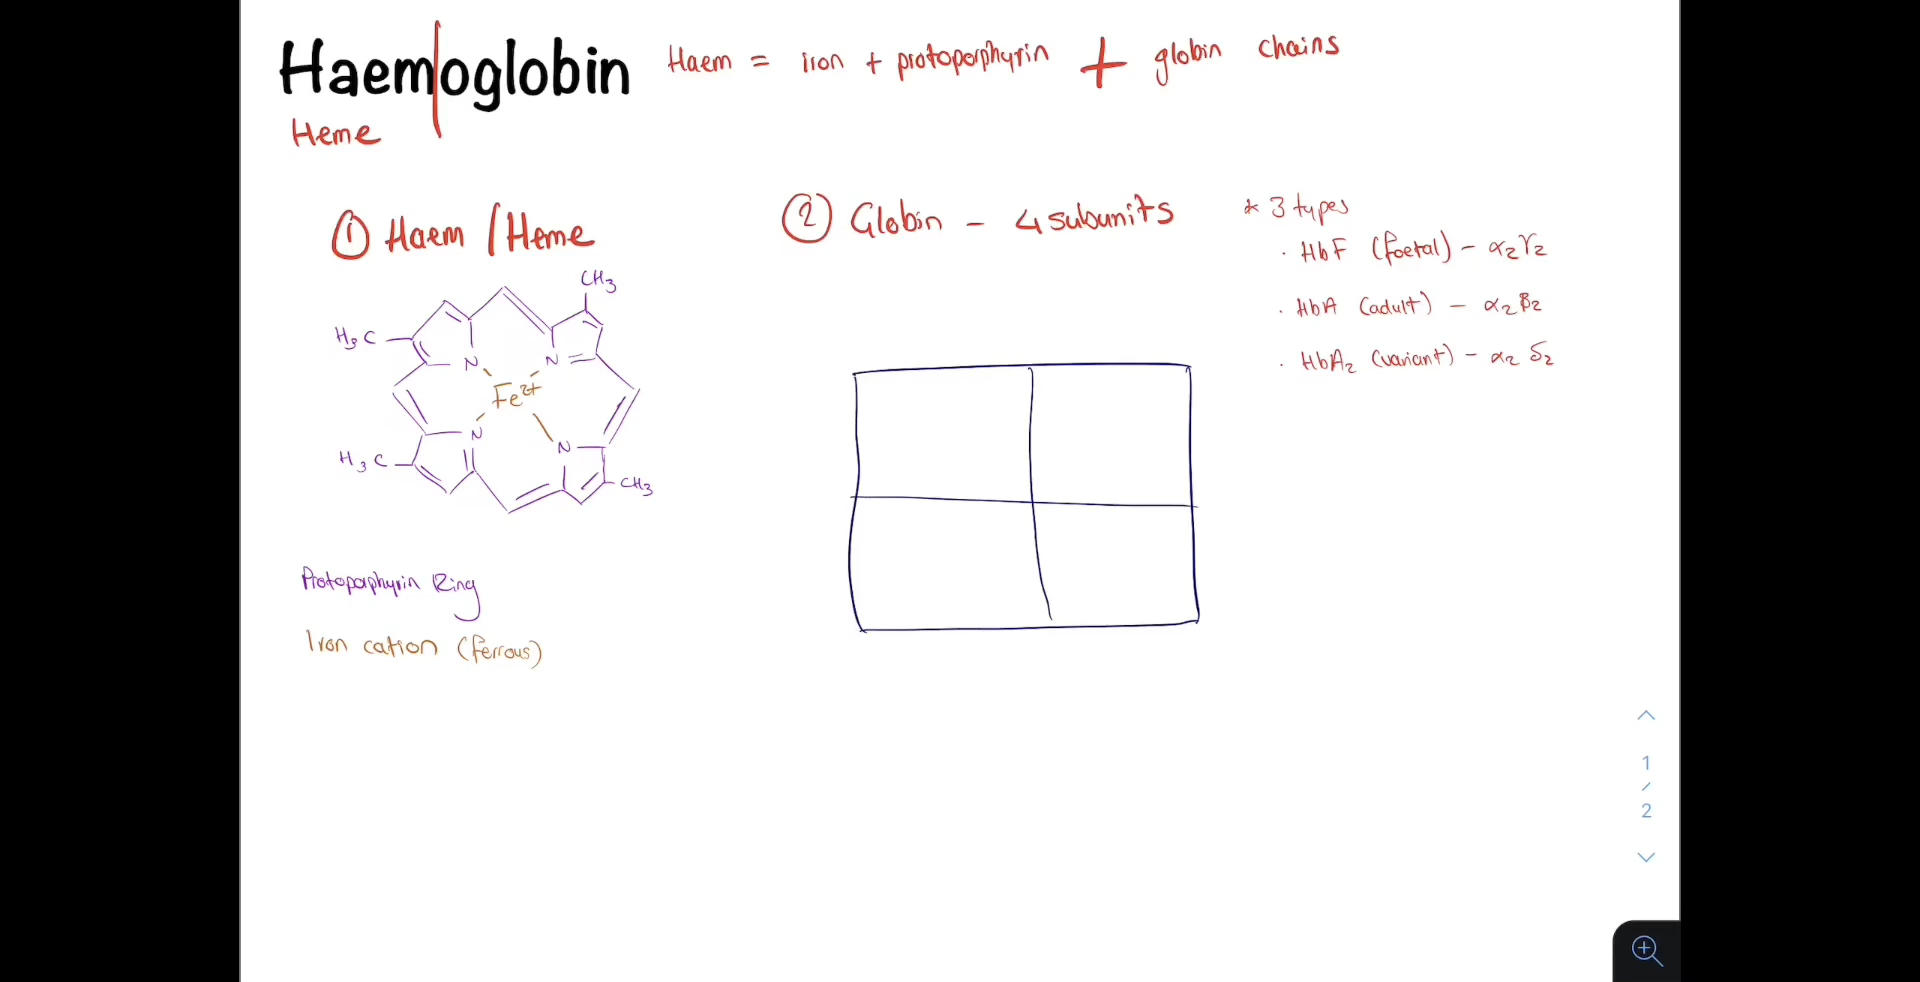 Haemoglobin
Haem = iron + protoporphyrin + globin chains
Heme
① Haem / Heme
② Globin - 4 subunits
* 3 types
· HbF (foetal) - α₂γ₂
· HbA (adult) - α₂β₂
· HbA₂ (variant) - α₂δ₂
CH₃
H₃C
N
N
Fe²⁺
N
N
H₃C
CH₃
Protoporphyrin Ring
Iron cation (ferrous)
1
/
2